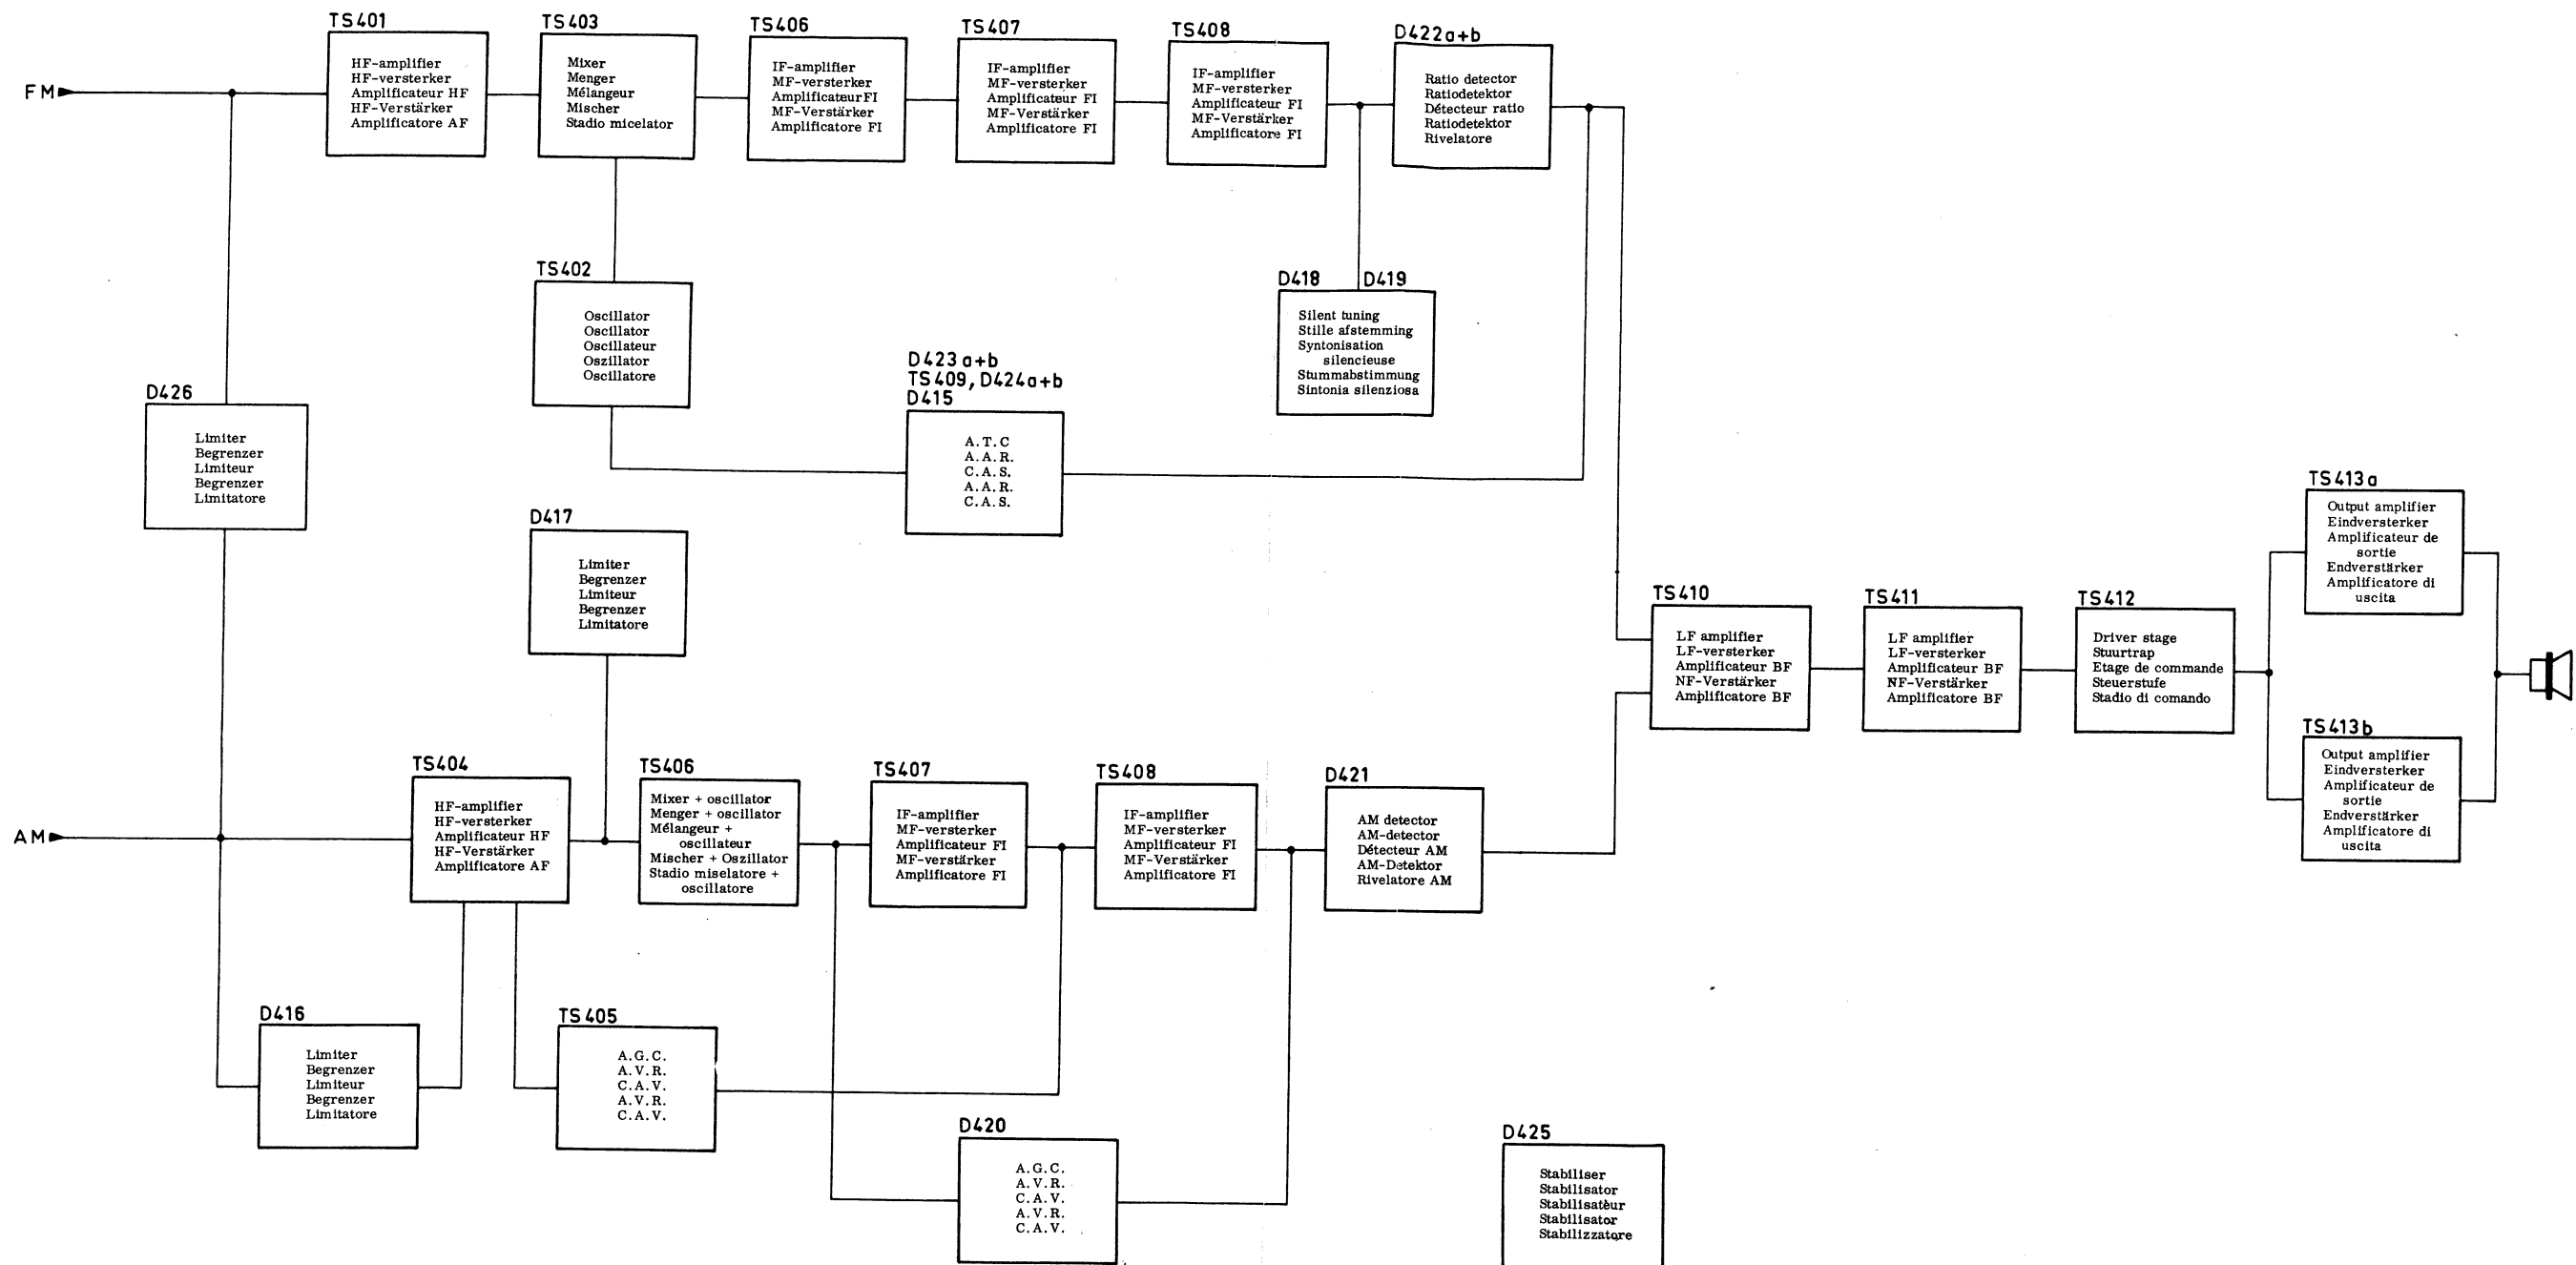 TS401
HF-amplifier
HF-versterker
Amplificateur HF
HF-Verstärker
Amplificatore AF
TS403
Mixer
Menger
Mélangeur
Mischer
Stadio micelator
TS406
IF-amplifier
MF-versterker
Amplificateur FI
MF-Verstärker
Amplificatore FI
TS407
IF-amplifier
MF-versterker
Amplificateur FI
MF-Verstärker
Amplificatore FI
TS408
IF-amplifier
MF-versterker
Amplificateur FI
MF-Verstärker
Amplificatore FI
D422a+b
Ratio detector
Ratiodetektor
Détecteur ratio
Ratiodetektor
Rivelatore
FM
TS402
Oscillator
Oscillator
Oscillateur
Oszillator
Oscillatore
D418 D419
Silent tuning
Stille afstemming
Syntonisation
silencieuse
Stummabstimmung
Sintonia silenziosa
D426
Limiter
Begrenzer
Limiteur
Begrenzer
Limitatore
D423a+b
TS409, D424a+b
D415
A.T.C
A.A.R.
C.A.S.
A.A.R.
C.A.S.
D417
Limiter
Begrenzer
Limiteur
Begrenzer
Limitatore
TS410
LF amplifier
LF-versterker
Amplificateur BF
NF-Verstärker
Amplificatore BF
TS411
LF amplifier
LF-versterker
Amplificateur BF
NF-Verstärker
Amplificatore BF
TS412
Driver stage
Stuurtrap
Etage de commande
Steuerstufe
Stadio di comando
TS413a
Output amplifier
Eindversterker
Amplificateur de
sortie
Endverstärker
Amplificatore di
uscita
TS413b
Output amplifier
Eindversterker
Amplificateur de
sortie
Endverstärker
Amplificatore di
uscita
AM
TS404
HF-amplifier
HF-versterker
Amplificateur HF
HF-Verstärker
Amplificatore AF
TS406
Mixer + oscillator
Menger + oscillator
Mélangeur +
oscillateur
Mischer + Oszillator
Stadio miselatore +
oscillatore
TS407
IF-amplifier
MF-versterker
Amplificateur FI
MF-verstärker
Amplificatore FI
TS408
IF-amplifier
MF-versterker
Amplificateur FI
MF-Verstärker
Amplificatore FI
D421
AM detector
AM-detector
Détecteur AM
AM-Detektor
Rivelatore AM
D416
Limiter
Begrenzer
Limiteur
Begrenzer
Limitatore
TS405
A.G.C.
A.V.R.
C.A.V.
A.V.R.
C.A.V.
D420
A.G.C.
A.V.R.
C.A.V.
A.V.R.
C.A.V.
D425
Stabiliser
Stabilisator
Stabilisateur
Stabilisator
Stabilizzatore